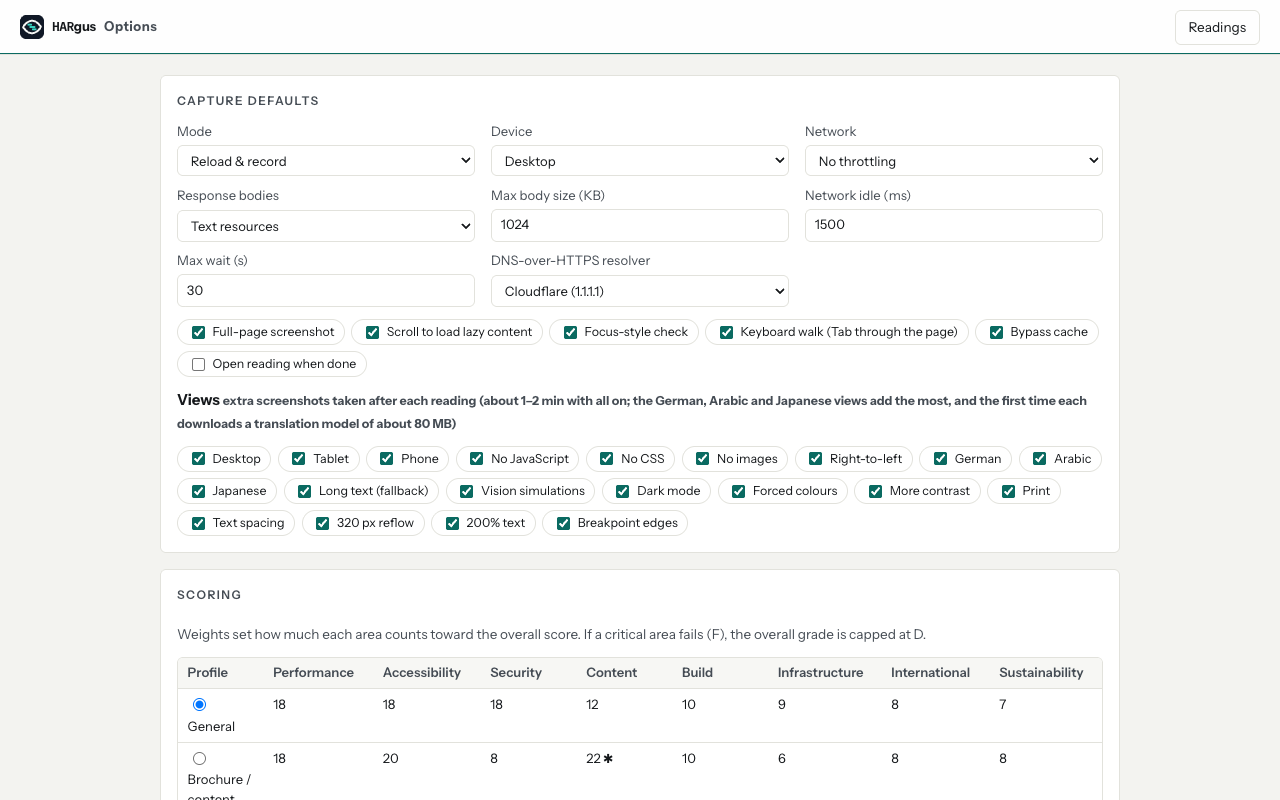 HARgus Options
Readings
CAPTURE DEFAULTS
Mode
Device
Network
Reload & record
Desktop
No throttling
Response bodies
Max body size (KB)
Network idle (ms)
Text resources
1024
1500
Max wait (s)
DNS-over-HTTPS resolver
30
Cloudflare (1.1.1.1)
Full-page screenshot
Scroll to load lazy content
Focus-style check
Keyboard walk (Tab through the page)
Bypass cache
Open reading when done
Views extra screenshots taken after each reading (about 1–2 min with all on; the German, Arabic and Japanese views add the most, and the first time each
downloads a translation model of about 80 MB)
Desktop
Tablet
Phone
No JavaScript
No CSS
No images
Right-to-left
German
Arabic
Japanese
Long text (fallback)
Vision simulations
Dark mode
Forced colours
More contrast
Print
Text spacing
320 px reflow
200% text
Breakpoint edges
SCORING
Weights set how much each area counts toward the overall score. If a critical area fails (F), the overall grade is capped at D.
Profile Performance Accessibility Security Content Build Infrastructure International Sustainability
General 18 18 18 12 10 9 8 7
Brochure / 18 20 8 22 ✱ 10 6 8 8
content